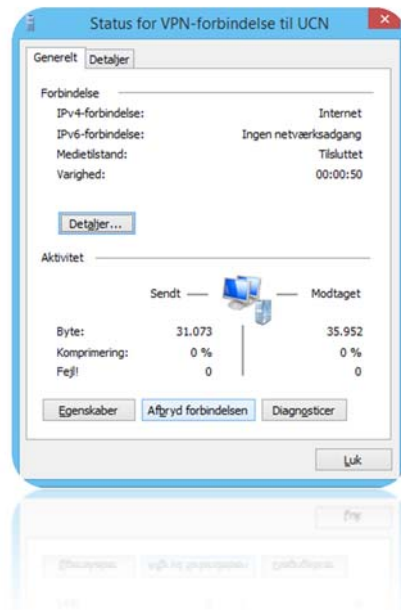 Status for VPN-forbindelse til UCN
Generelt Detaljer
Forbindelse
IPv4-forbindelse: Internet
IPv6-forbindelse: Ingen netværksadgang
Medietilstand: Tilsluttet
Varighed: 00:00:50
Detaljer...
Aktivitet
Sendt Modtaget
Byte: 31.073 35.952
Komprimering: 0 % 0 %
Fejl! 0 0
Egenskaber Afbryd forbindelsen Diagnosticer
Luk